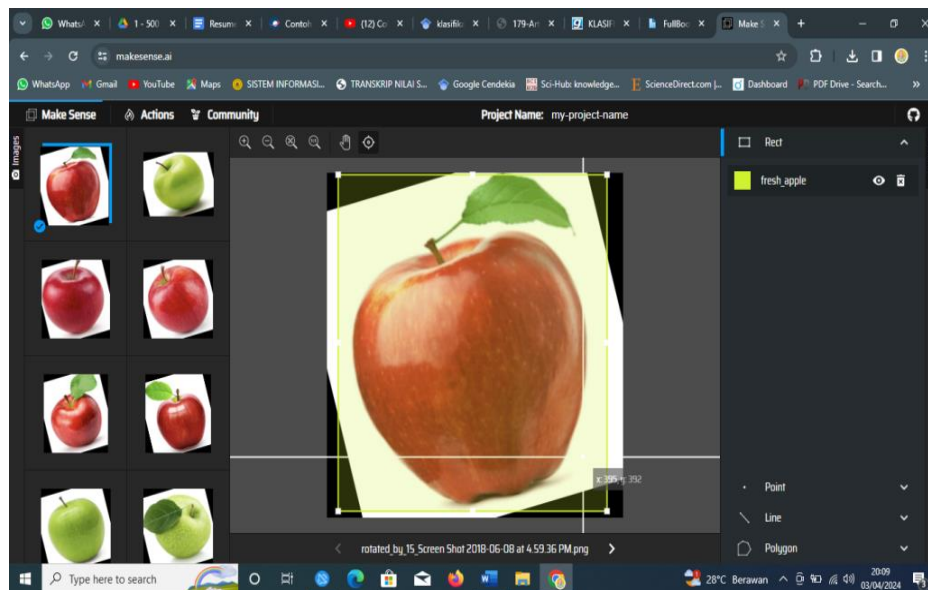 Whats/ 1 - 500 Resum Contoh (12) Co klasifik 179-Ar KLASIF FullBoo Make S
makesense.ai
WhatsApp Gmail YouTube Maps SISTEM INFORMASI... TRANSKRIP NILAI S... Google Cendekia Sci-Hub: knowledge... ScienceDirect.com |... Dashboard PDF Drive - Search...
Make Sense Actions Community Project Name: my-project-name
Images
Rect
fresh_apple
x: 395, y: 392
Point
Line
rotated_by_15_Screen Shot 2018-06-08 at 4.59.36 PM.png
Polygon
Type here to search
28°C Berawan
20:09
03/04/2024